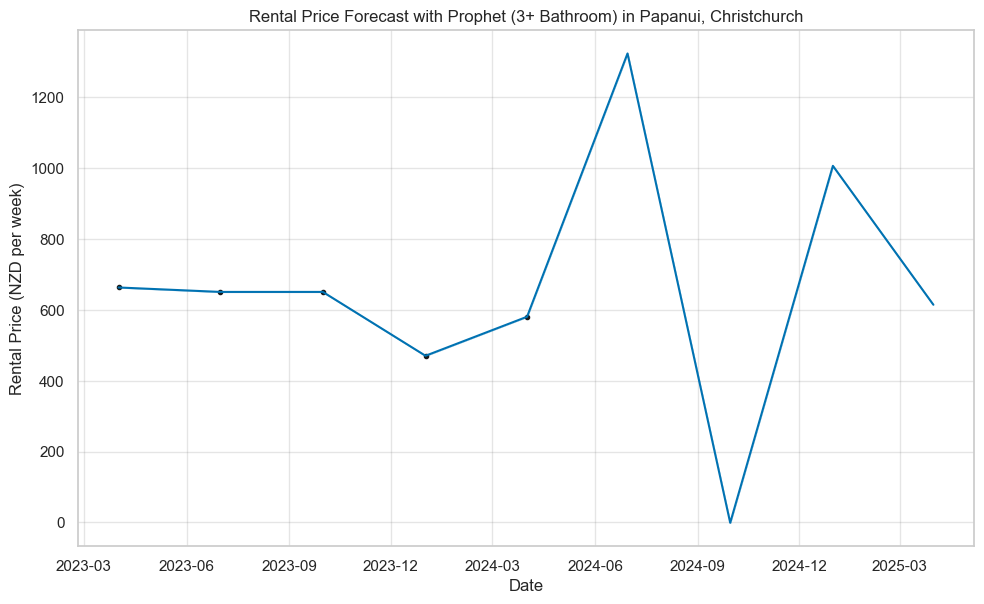 Rental Price Forecast with Prophet (3+ Bathroom) in Papanui, Christchurch
Rental Price (NZD per week)
1200
1000
800
600
400
200
0
2023-03 2023-06 2023-09 2023-12 2024-03 2024-06 2024-09 2024-12 2025-03
Date